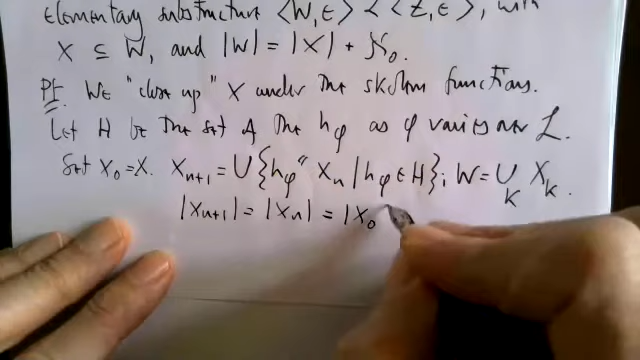 elementary substructure ⟨W,∈⟩ ≺ ⟨Z,∈⟩, with
X ⊆ W, and |W| = |X| + ℵ₀.
Pf. We "close up" X under the skolem functions.
Let H be the set of the h_φ as φ varies over L.
Set X₀ = X. X_{n+1} = ∪{h_φ" X_n | h_φ ∈ H}; W = ∪_K X_K.
|X_{n+1}| = |X_n| = |X₀